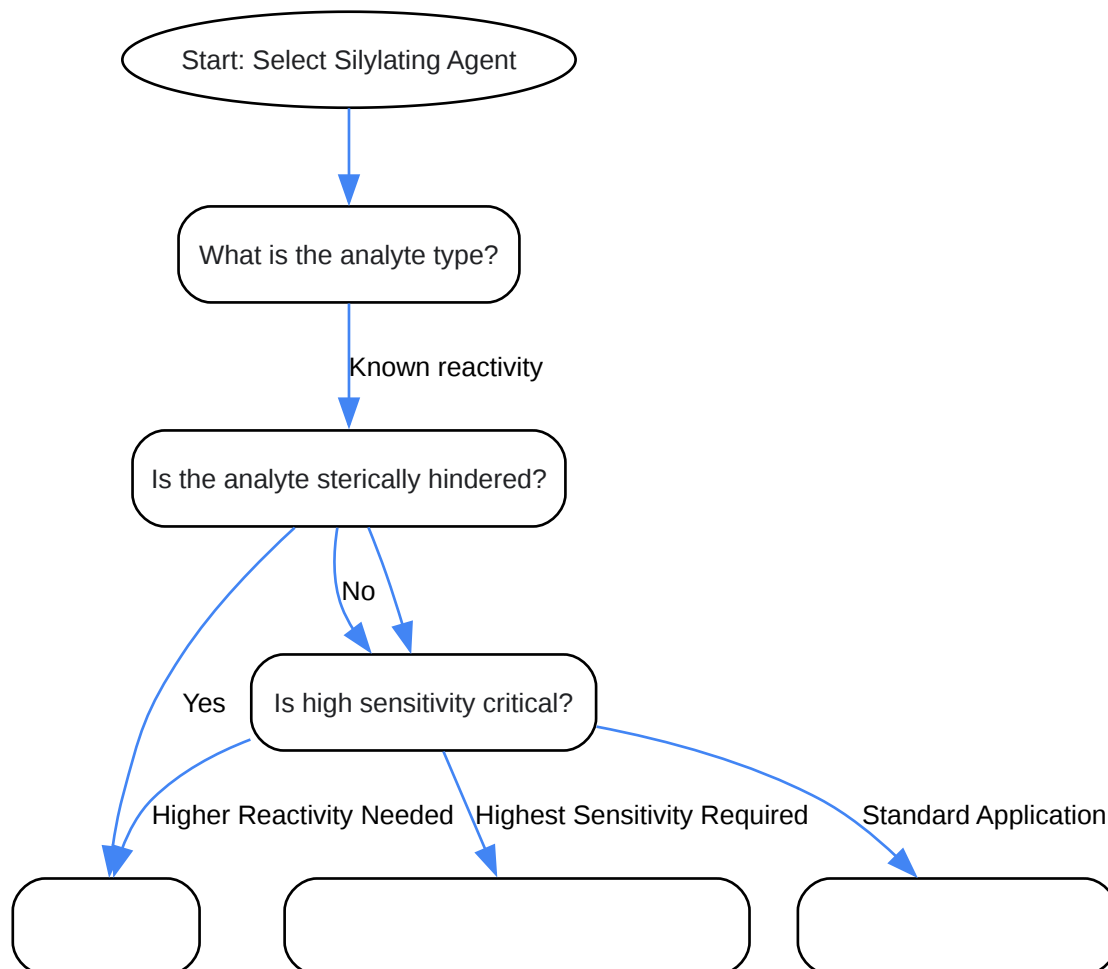 Start: Select Silylating Agent
What is the analyte type?
Known reactivity
Is the analyte sterically hindered?
No
Yes
Is high sensitivity critical?
Higher Reactivity Needed
Highest Sensitivity Required
Standard Application